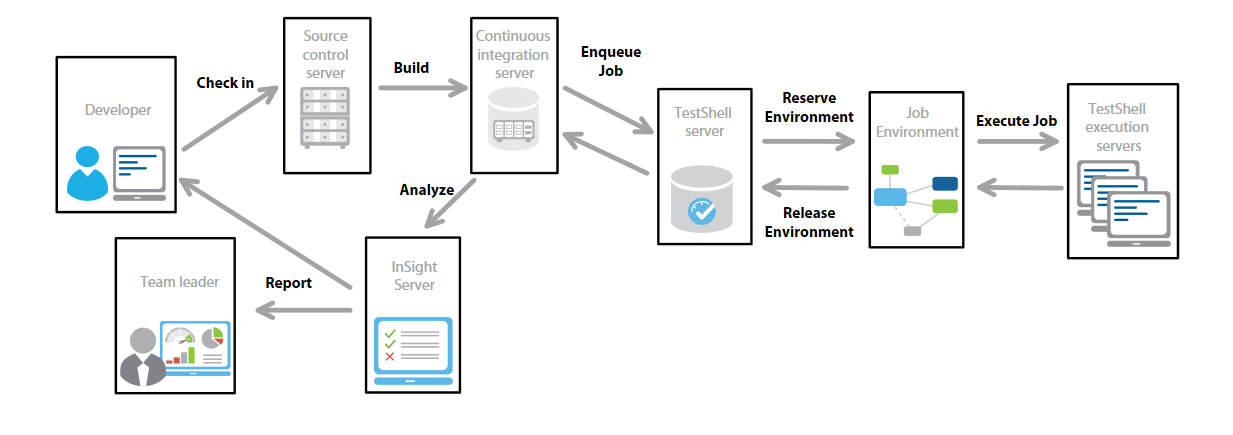 Developer
Check in
Source
control
server
Build
Continuous
integration
server
Enqueue
Job
TestShell
server
Reserve
Environment
Release
Environment
Job
Environment
Execute Job
TestShell
execution
servers
Analyze
InSight
Server
Report
Team leader